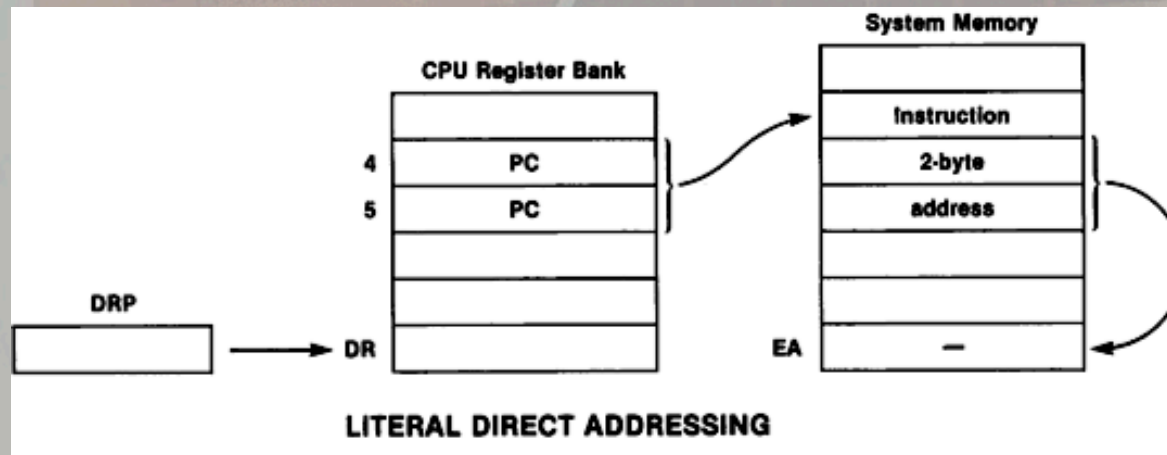 System Memory
CPU Register Bank
Instruction
4 PC
2-byte
5 PC
address
DRP
DR
EA —
LITERAL DIRECT ADDRESSING